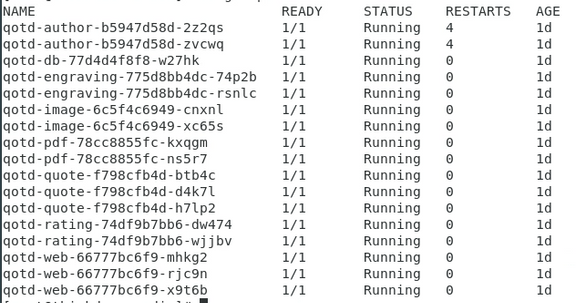 NAME READY STATUS RESTARTS AGE
qotd-author-b5947d58d-2z2qs 1/1 Running 4 1d
qotd-author-b5947d58d-zvcwq 1/1 Running 4 1d
qotd-db-77d4d4f8f8-w27hk 1/1 Running 0 1d
qotd-engraving-775d8bb4dc-74p2b 1/1 Running 0 1d
qotd-engraving-775d8bb4dc-rsnlc 1/1 Running 0 1d
qotd-image-6c5f4c6949-cnxnl 1/1 Running 0 1d
qotd-image-6c5f4c6949-xc65s 1/1 Running 0 1d
qotd-pdf-78cc8855fc-kxqgm 1/1 Running 0 1d
qotd-pdf-78cc8855fc-ns5r7 1/1 Running 0 1d
qotd-quote-f798cfb4d-btb4c 1/1 Running 0 1d
qotd-quote-f798cfb4d-d4k7l 1/1 Running 0 1d
qotd-quote-f798cfb4d-h7lp2 1/1 Running 0 1d
qotd-rating-74df9b7bb6-dw474 1/1 Running 0 1d
qotd-rating-74df9b7bb6-wjjbv 1/1 Running 0 1d
qotd-web-66777bc6f9-mhkg2 1/1 Running 0 1d
qotd-web-66777bc6f9-rjc9n 1/1 Running 0 1d
qotd-web-66777bc6f9-x9t6b 1/1 Running 0 1d